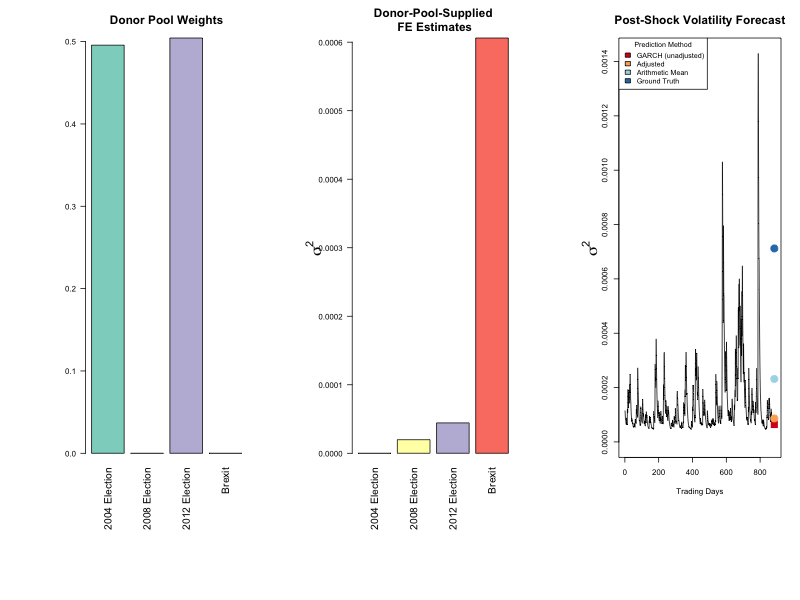 Donor Pool Weights
0.5
0.4
0.3
0.2
0.1
0.0
2004 Election
2008 Election
2012 Election
Brexit
Donor-Pool-Supplied
FE Estimates
σ²
0.0006
0.0005
0.0004
0.0003
0.0002
0.0001
0.0000
2004 Election
2008 Election
2012 Election
Brexit
Post-Shock Volatility Forecast
σ²
0.0014
0.0012
0.0010
0.0008
0.0006
0.0004
0.0002
0.0000
Prediction Method
GARCH (unadjusted)
Adjusted
Arithmetic Mean
Ground Truth
0 200 400 600 800
Trading Days